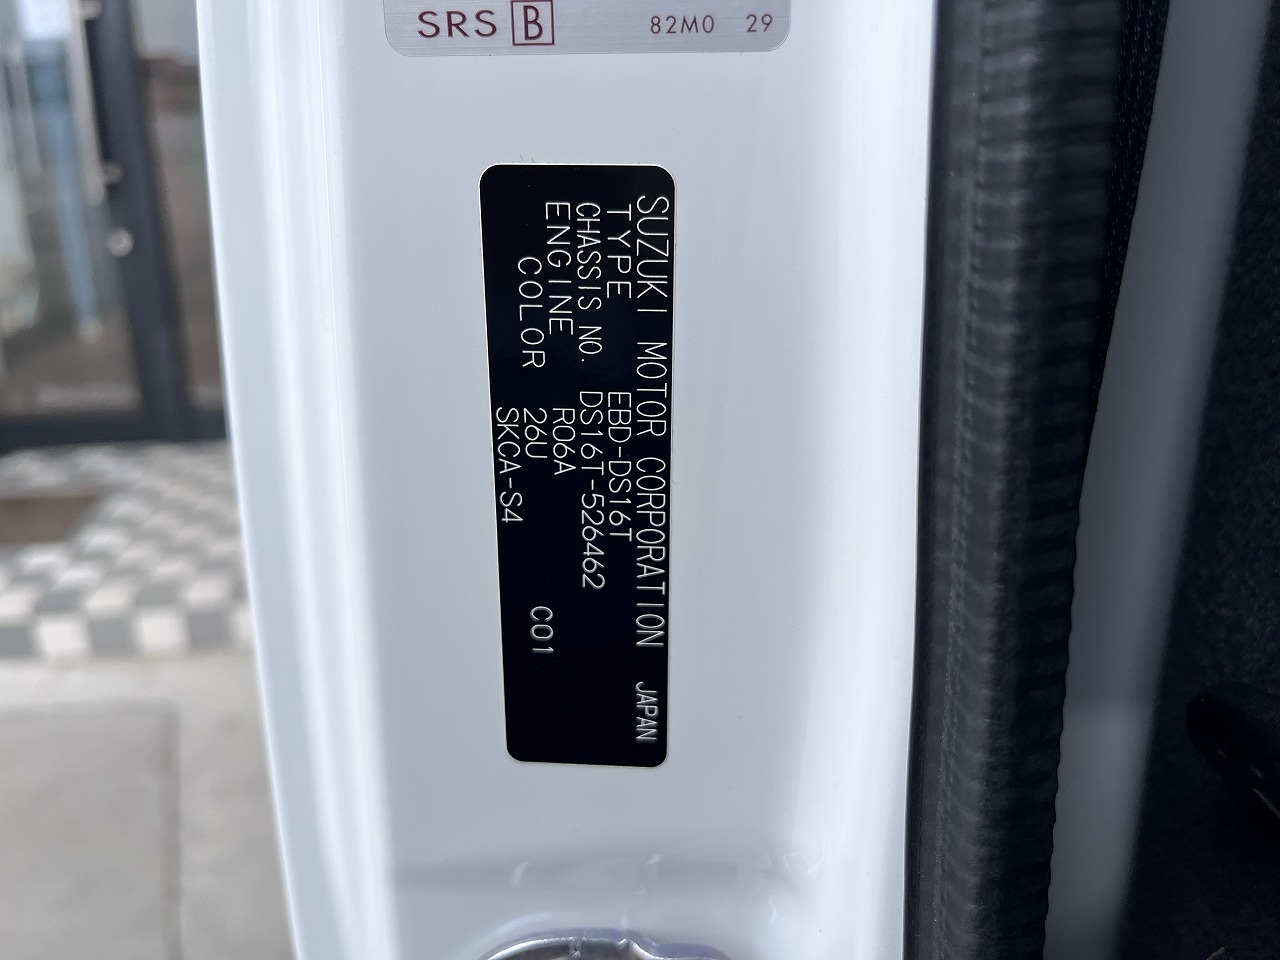 SRS B 82M0 29
SUZUKI MOTOR CORPORATION JAPAN
TYPE EBD-DS16T
CHASSIS NO. DS16T-526462
ENGINE R06A
COLOR 26U C01
SKCA-S4